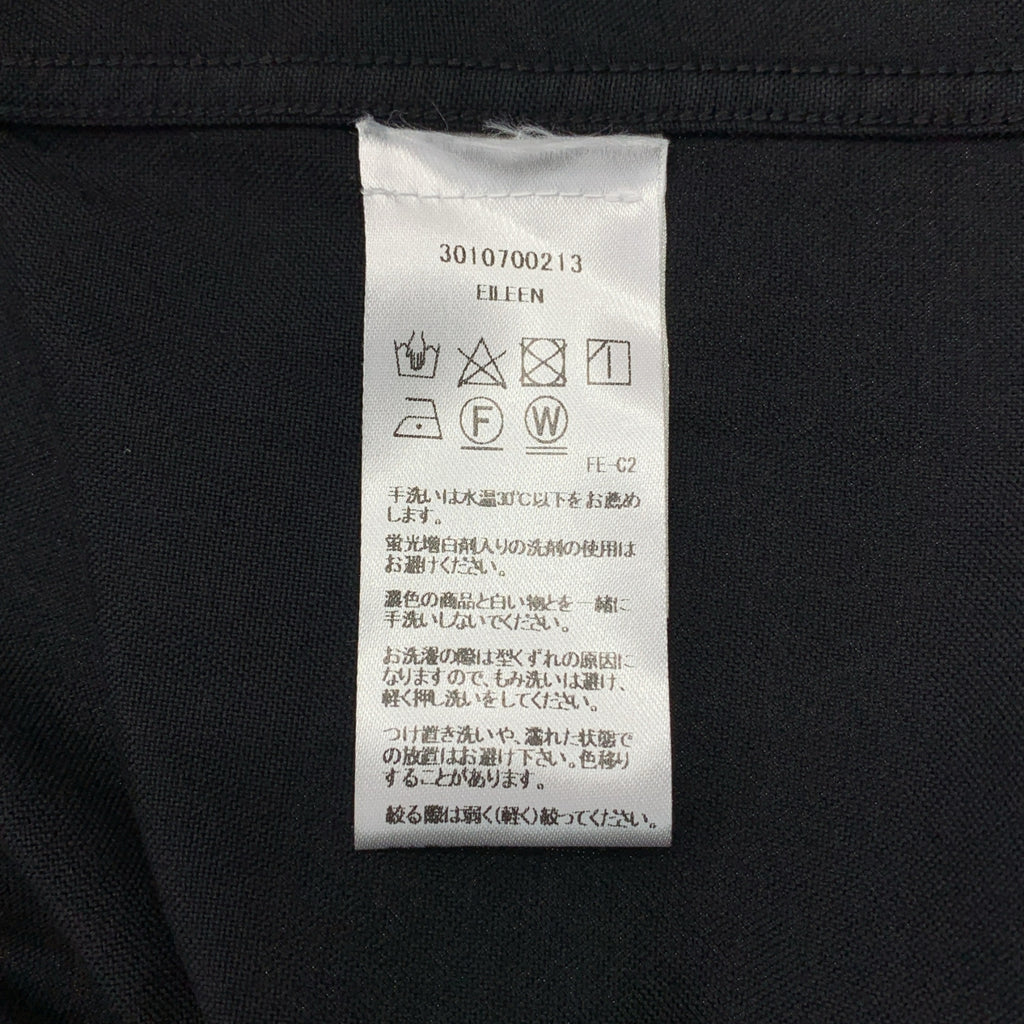 3010700213
EILEEN
F W
FE-C2
手洗いは水温30℃以下をお薦め
します。
蛍光増白剤入りの洗剤の使用は
お避けください。
濃色の商品と白い物とを一緒に
手洗いしないでください。
お洗濯の際は型くずれの原因に
なりますので、もみ洗いは避け、
軽く押し洗いをしてください。
つけ置き洗いや、濡れた状態で
の放置はお避け下さい。色移り
することがあります。
絞る際は弱く(軽く)絞ってください。